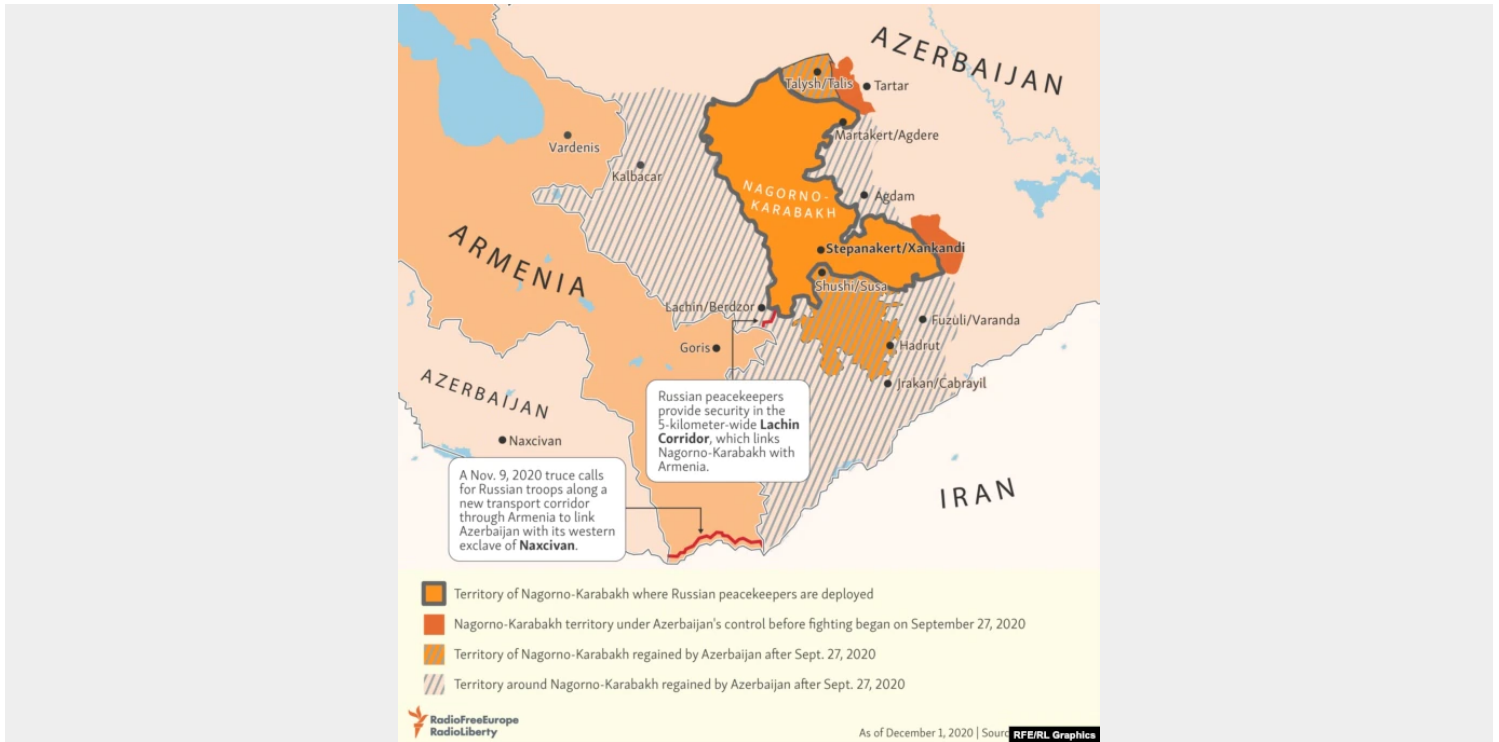 AZERBAIJAN
Talysh/Talis
Tartar
Martakert/Agdere
Vardenis
Kalbacar
NAGORNO-
KARABAKH
Agdam
ARMENIA
Stepanakert/Xankandi
Shushi/Susa
Lachin/Berdzor
Fuzuli/Varanda
Goris
Hadrut
Jrakan/Cabrayil
AZERBAIJAN
Naxcivan
Russian peacekeepers
provide security in the
5-kilometer-wide Lachin
Corridor, which links
Nagorno-Karabakh with
Armenia.
IRAN
A Nov. 9, 2020 truce calls
for Russian troops along a
new transport corridor
through Armenia to link
Azerbaijan with its western
exclave of Naxcivan.
Territory of Nagorno-Karabakh where Russian peacekeepers are deployed
Nagorno-Karabakh territory under Azerbaijan's control before fighting began on September 27, 2020
Territory of Nagorno-Karabakh regained by Azerbaijan after Sept. 27, 2020
Territory around Nagorno-Karabakh regained by Azerbaijan after Sept. 27, 2020
RadioFreeEurope
RadioLiberty
As of December 1, 2020 | Sourc
RFE/RL Graphics